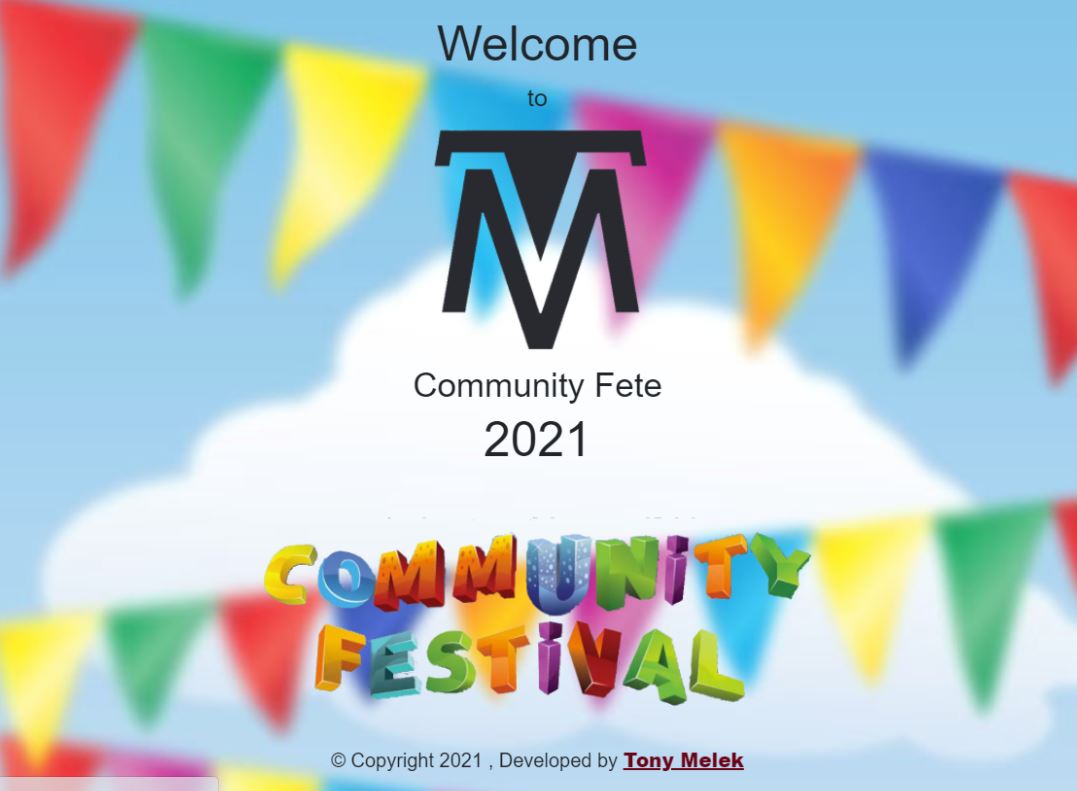 Welcome
to
TM
Community Fete
2021
COMMUNiTY
FESTiVAL
© Copyright 2021 , Developed by Tony Melek